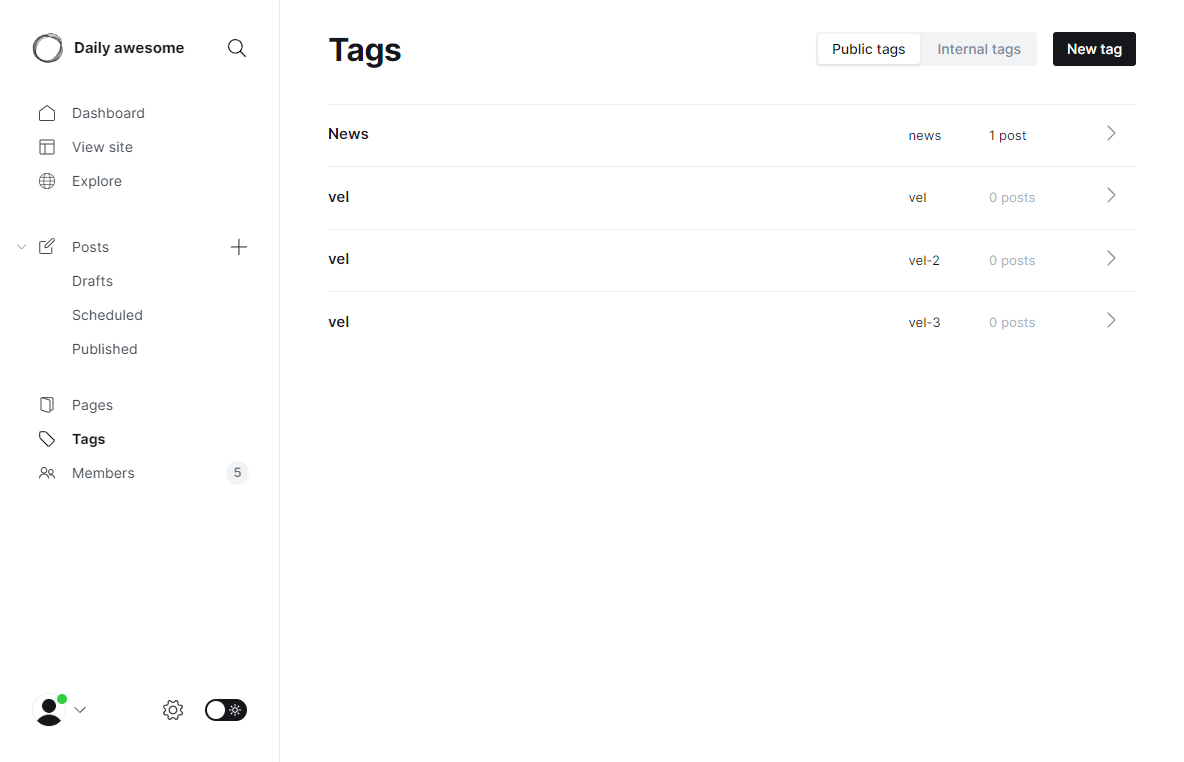 Daily awesome
Dashboard
View site
Explore
Posts
Drafts
Scheduled
Published
Pages
Tags
Members 5
Tags
Public tags Internal tags New tag
News news 1 post
vel vel 0 posts
vel vel-2 0 posts
vel vel-3 0 posts